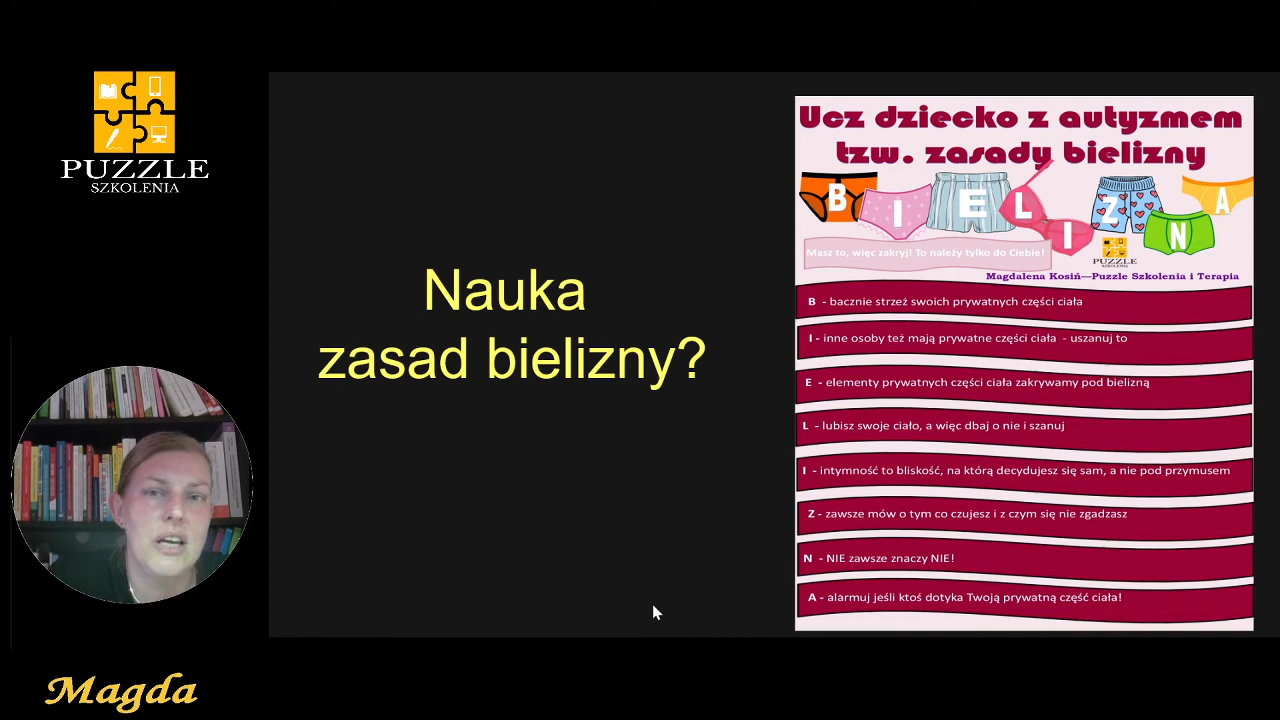 PUZZLE
SZKOLENIA
Nauka
zasad bielizny?
Magda
Ucz dziecko z autyzmem
tzw. zasady bielizny
B I E L I Z N A
Masz to, więc zakryj! To należy tylko do Ciebie!
PUZZLE
SZKOLENIA
Magdalena Kosiń—Puzzle Szkolenia i Terapia
B - bacznie strzeż swoich prywatnych części ciała
I - inne osoby też mają prywatne części ciała - uszanuj to
E - elementy prywatnych części ciała zakrywamy pod bielizną
L - lubisz swoje ciało, a więc dbaj o nie i szanuj
I - intymność to bliskość, na którą decydujesz się sam, a nie pod przymusem
Z - zawsze mów o tym co czujesz i z czym się nie zgadzasz
N - NIE zawsze znaczy NIE!
A - alarmuj jeśli ktoś dotyka Twoją prywatną część ciała!